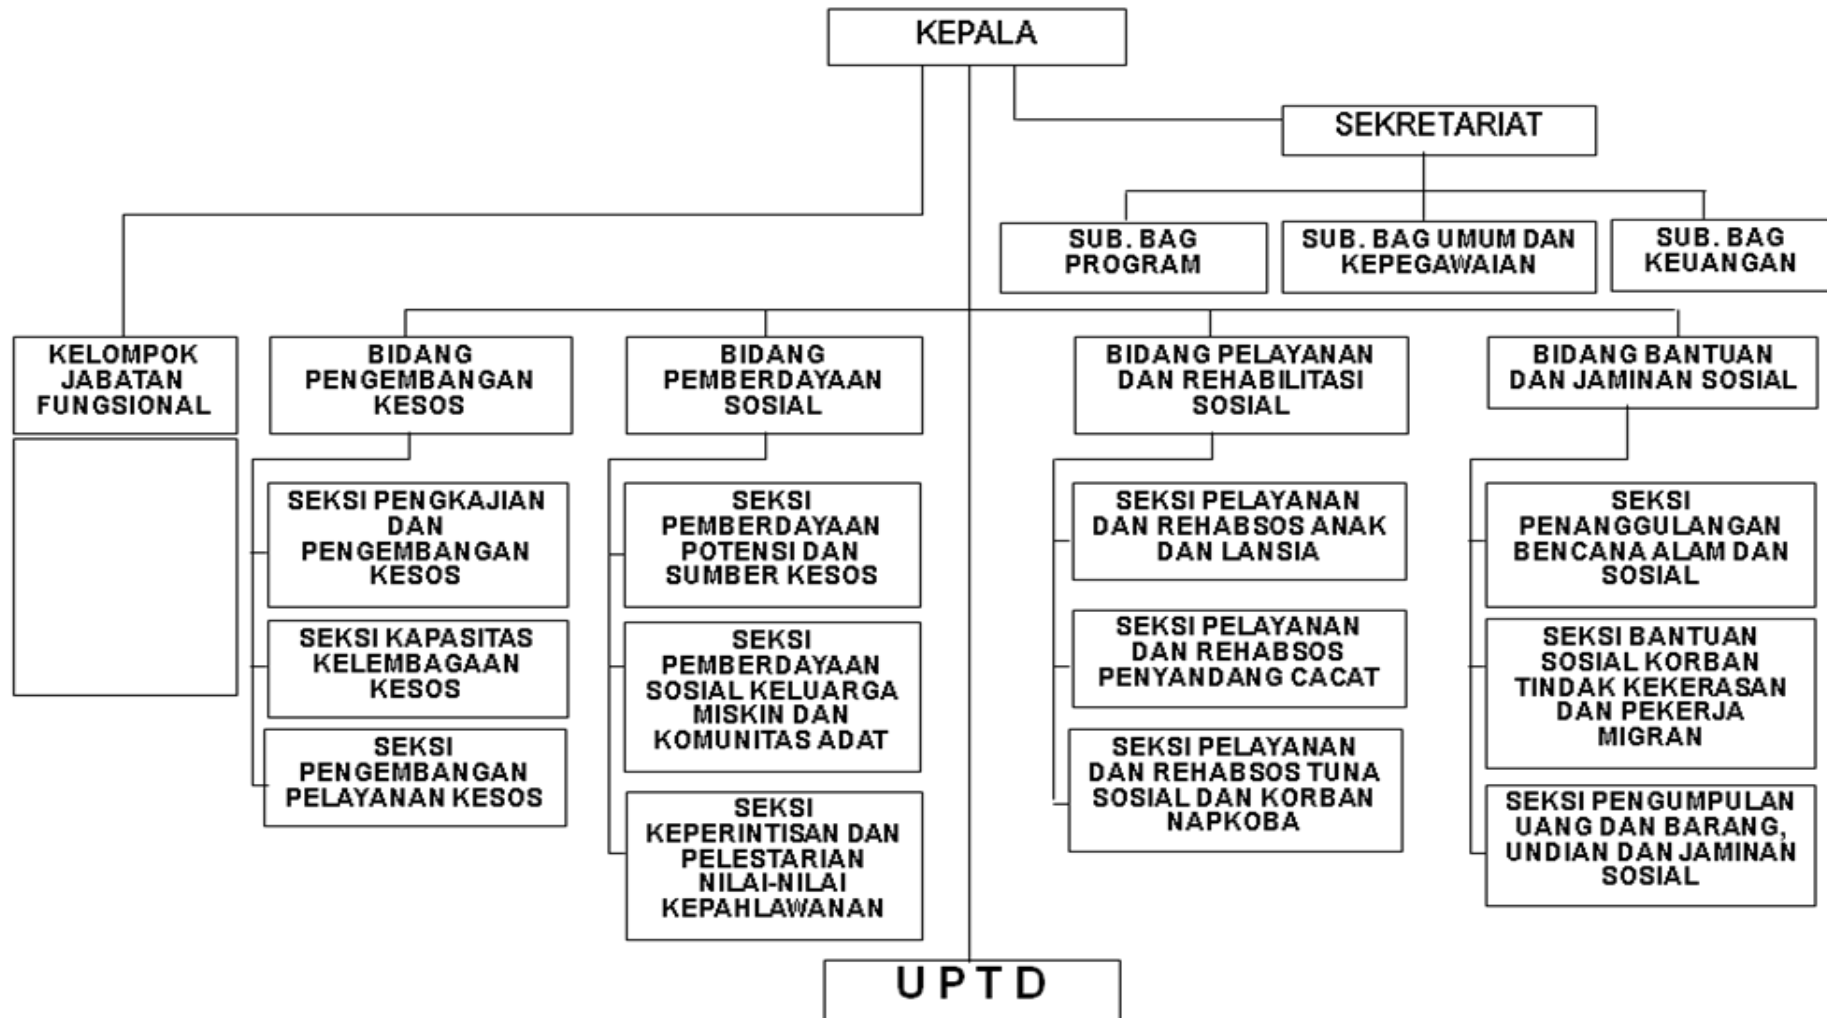 KEPALA
SEKRETARIAT
SUB. BAG
PROGRAM
SUB. BAG UMUM DAN
KEPEGAWAIAN
SUB. BAG
KEUANGAN
KELOMPOK
JABATAN
FUNGSIONAL
BIDANG
PENGEMBANGAN
KESOS
BIDANG
PEMBERDAYAAN
SOSIAL
BIDANG PELAYANAN
DAN REHABILITASI
SOSIAL
BIDANG BANTUAN
DAN JAMINAN SOSIAL
SEKSI PENGKAJIAN
DAN
PENGEMBANGAN
KESOS
SEKSI KAPASITAS
KELEMBAGAAN
KESOS
SEKSI
PENGEMBANGAN
PELAYANAN KESOS
SEKSI
PEMBERDAYAAN
POTENSI DAN
SUMBER KESOS
SEKSI
PEMBERDAYAAN
SOSIAL KELUARGA
MISKIN DAN
KOMUNITAS ADAT
SEKSI
KEPERINTISAN DAN
PELESTARIAN
NILAI-NILAI
KEPAHLAWANAN
SEKSI PELAYANAN
DAN REHABSOS ANAK
DAN LANSIA
SEKSI PELAYANAN
DAN REHABSOS
PENYANDANG CACAT
SEKSI PELAYANAN
DAN REHABSOS TUNA
SOSIAL DAN KORBAN
NAPKOBA
SEKSI
PENANGGULANGAN
BENCANA ALAM DAN
SOSIAL
SEKSI BANTUAN
SOSIAL KORBAN
TINDAK KEKERASAN
DAN PEKERJA
MIGRAN
SEKSI PENGUMPULAN
UANG DAN BARANG,
UNDIAN DAN JAMINAN
SOSIAL
U P T D